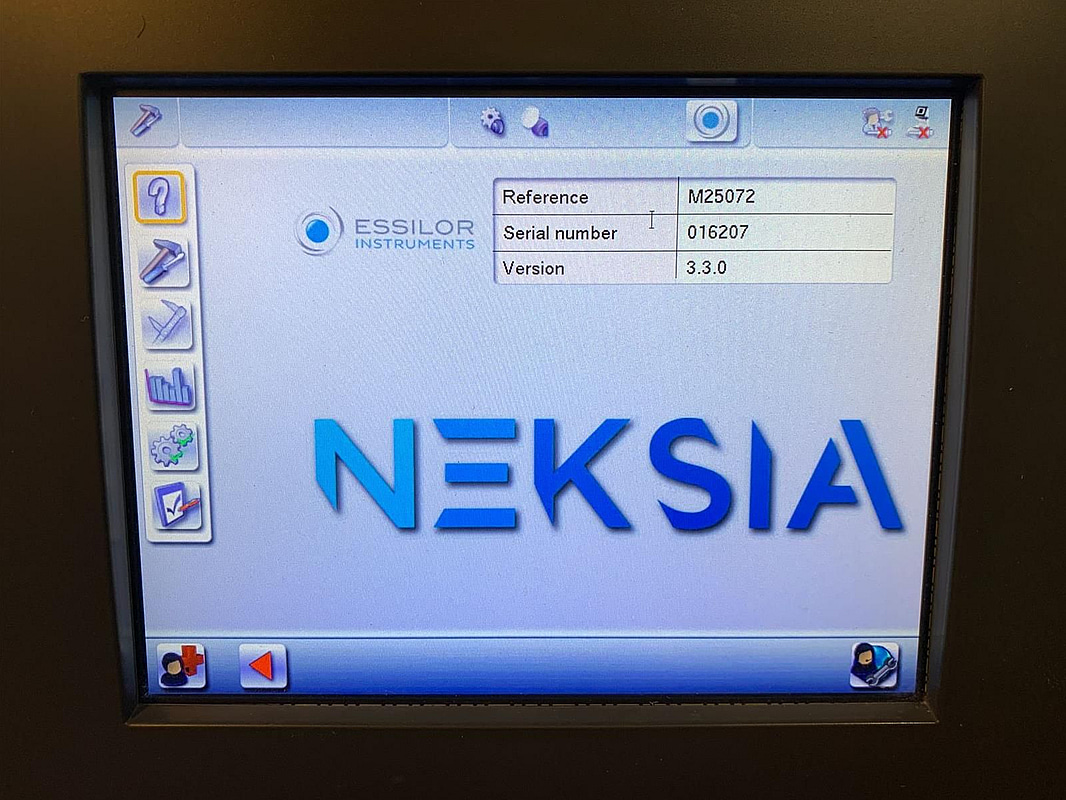 ESSILOR
INSTRUMENTS
Reference M25072
Serial number 016207
Version 3.3.0
NEKSIA